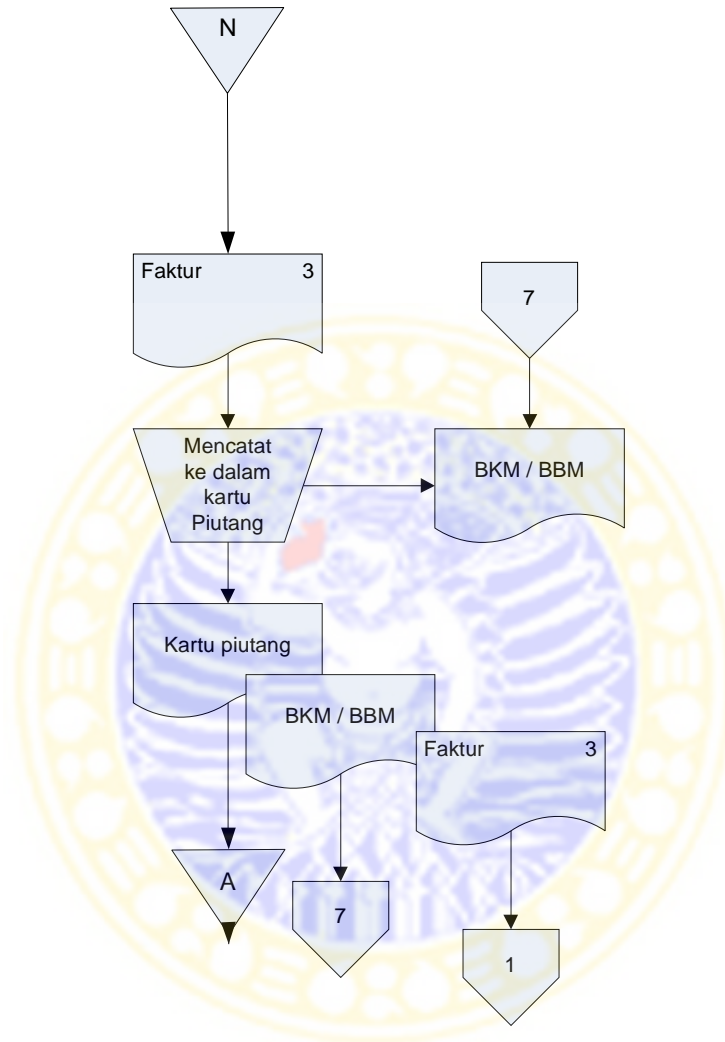 N
Faktur 3
7
Mencatat
ke dalam
kartu
Piutang
BKM / BBM
Kartu piutang
BKM / BBM
Faktur 3
A
7
1